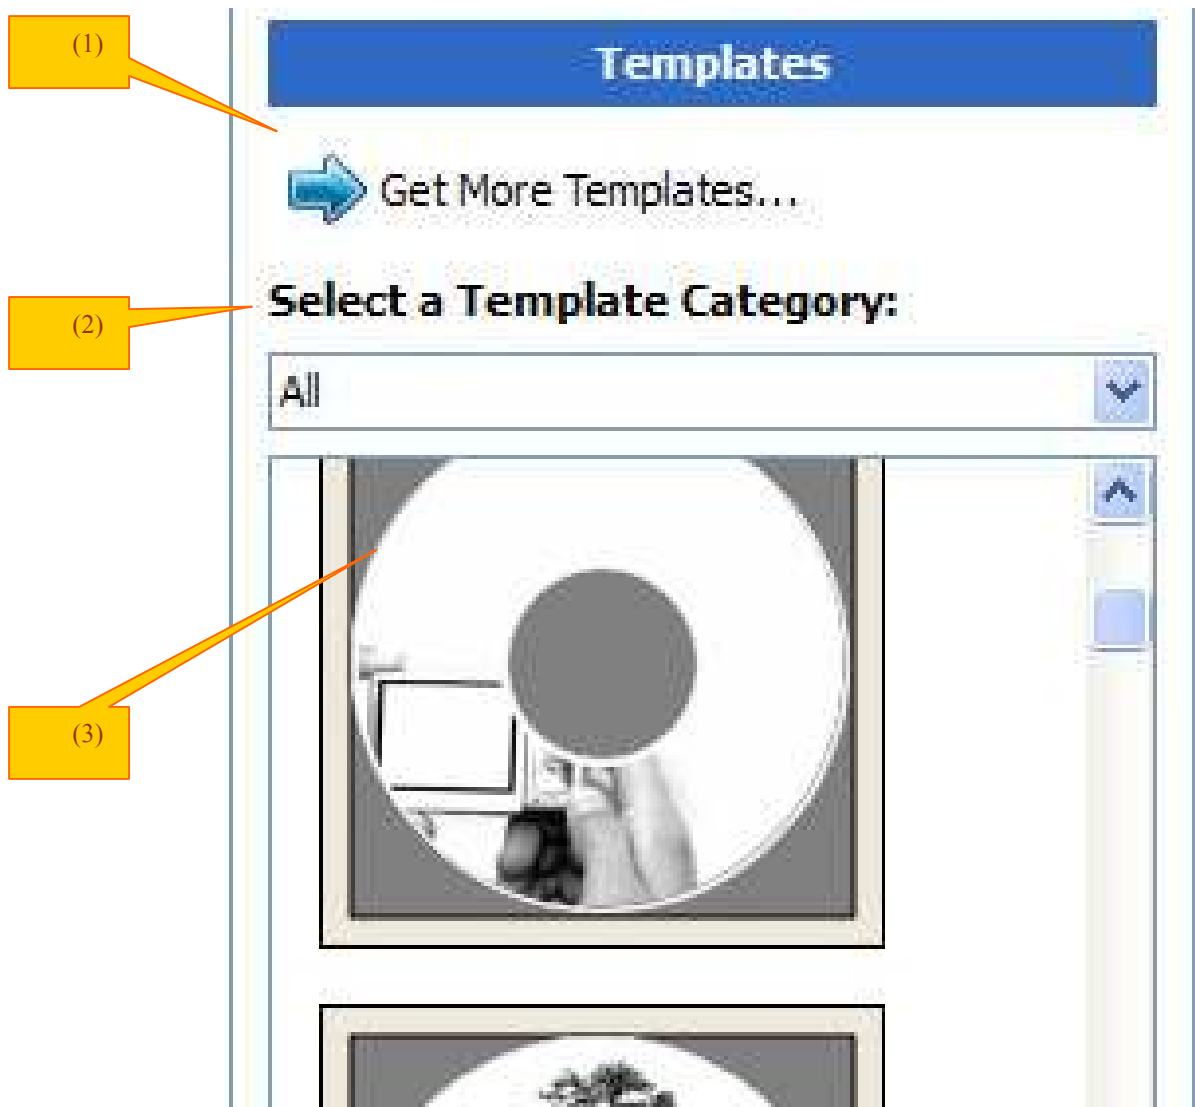 (1)
Templates
Get More Templates...
(2)
Select a Template Category:
All
(3)